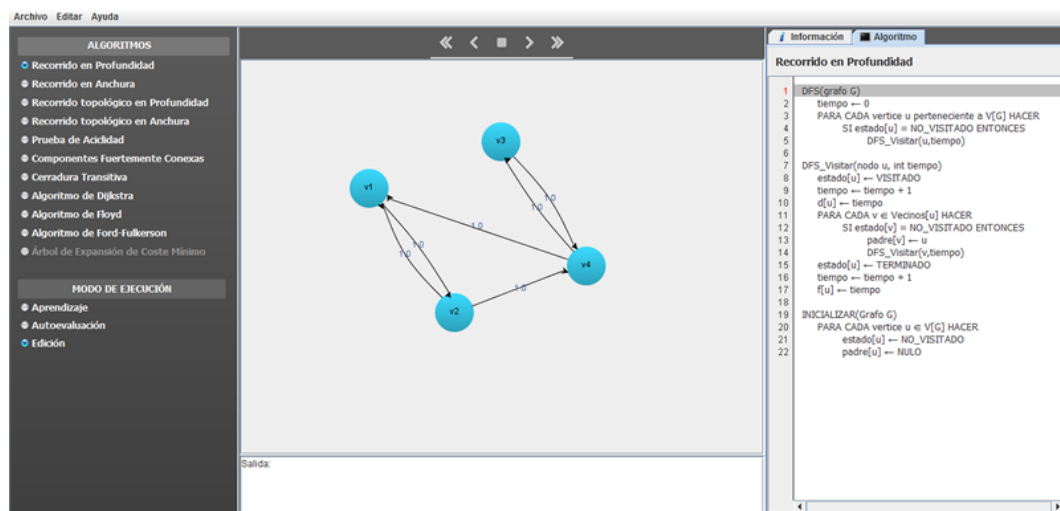 Archivo Editar Ayuda
ALGORITMOS
Recorrido en Profundidad
Recorrido en Anchura
Recorrido topológico en Profundidad
Recorrido topológico en Anchura
Prueba de Aciclidad
Componentes Fuertemente Conexas
Cerradura Transitiva
Algoritmo de Dijkstra
Algoritmo de Floyd
Algoritmo de Ford-Fulkerson
Árbol de Expansión de Coste Mínimo
MODO DE EJECUCIÓN
Aprendizaje
Autoevaluación
Edición
v3
v1
1.0
1.0
1.0
1.0
1.0
v4
1.0
v2
Salida:
i Información Algoritmo
Recorrido en Profundidad
1 DFS(grafo G)
2 tiempo ← 0
3 PARA CADA vertice u perteneciente a V[G] HACER
4 SI estado[u] = NO_VISITADO ENTONCES
5 DFS_Visitar(u,tiempo)
6
7 DFS_Visitar(nodo u, int tiempo)
8 estado[u] ← VISITADO
9 tiempo ← tiempo + 1
10 d[u] ← tiempo
11 PARA CADA v ∈ Vecinos[u] HACER
12 SI estado[v] = NO_VISITADO ENTONCES
13 padre[v] ← u
14 DFS_Visitar(v,tiempo)
15 estado[u] ← TERMINADO
16 tiempo ← tiempo + 1
17 f[u] ← tiempo
18
19 INICIALIZAR(Grafo G)
20 PARA CADA vertice u ∈ V[G] HACER
21 estado[u] ← NO_VISITADO
22 padre[u] ← NULO